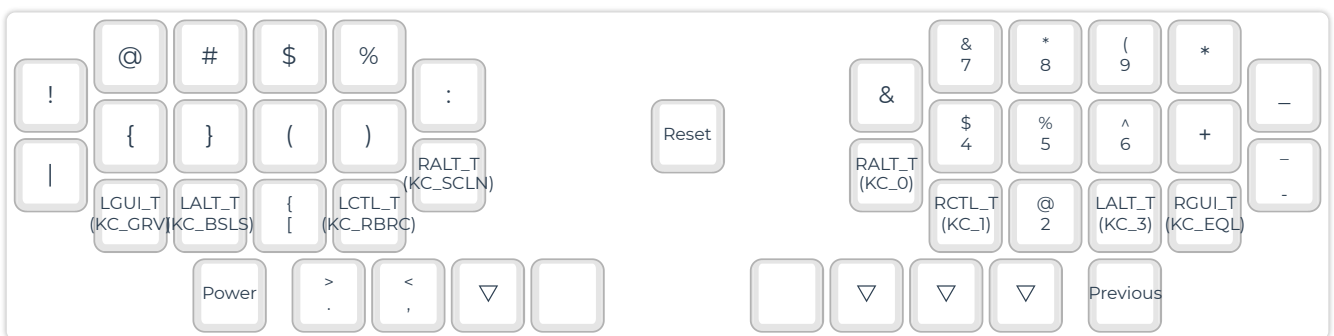 @ # $ %
& 7 * 8 ( 9 *
! : & _
{ } ( ) Reset $ 4 % 5 ^ 6 +
| RALT_T (KC_SCLN) RALT_T (KC_0) _ -
LGUI_T (KC_GRV) LALT_T (KC_BSLS) { [ LCTL_T (KC_RBRC) RCTL_T (KC_1) @ 2 LALT_T (KC_3) RGUI_T (KC_EQL)
Power > . < , ▽ ▽ ▽ ▽ Previous